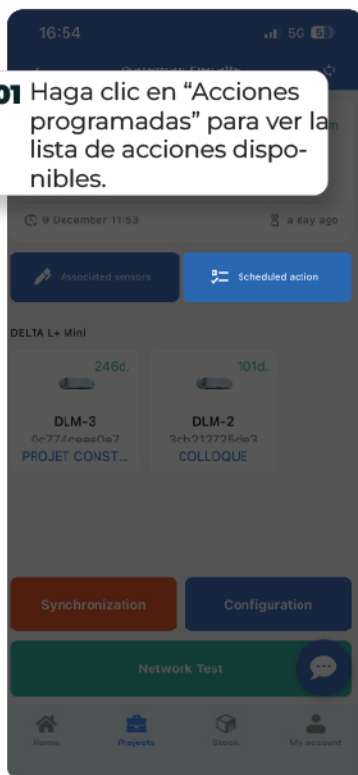 16:54
5G 53
01 Haga clic en “Acciones
programadas” para ver la
lista de acciones dispo-
nibles.
9 December 11:53
a day ago
Associated sensors
Scheduled action
DELTA L+ Mini
246d.
101d.
DLM-3
DLM-2
PROJET CONST...
COLLOQUE
Synchronization
Configuration
Network Test
Home
Projects
Stock
My account